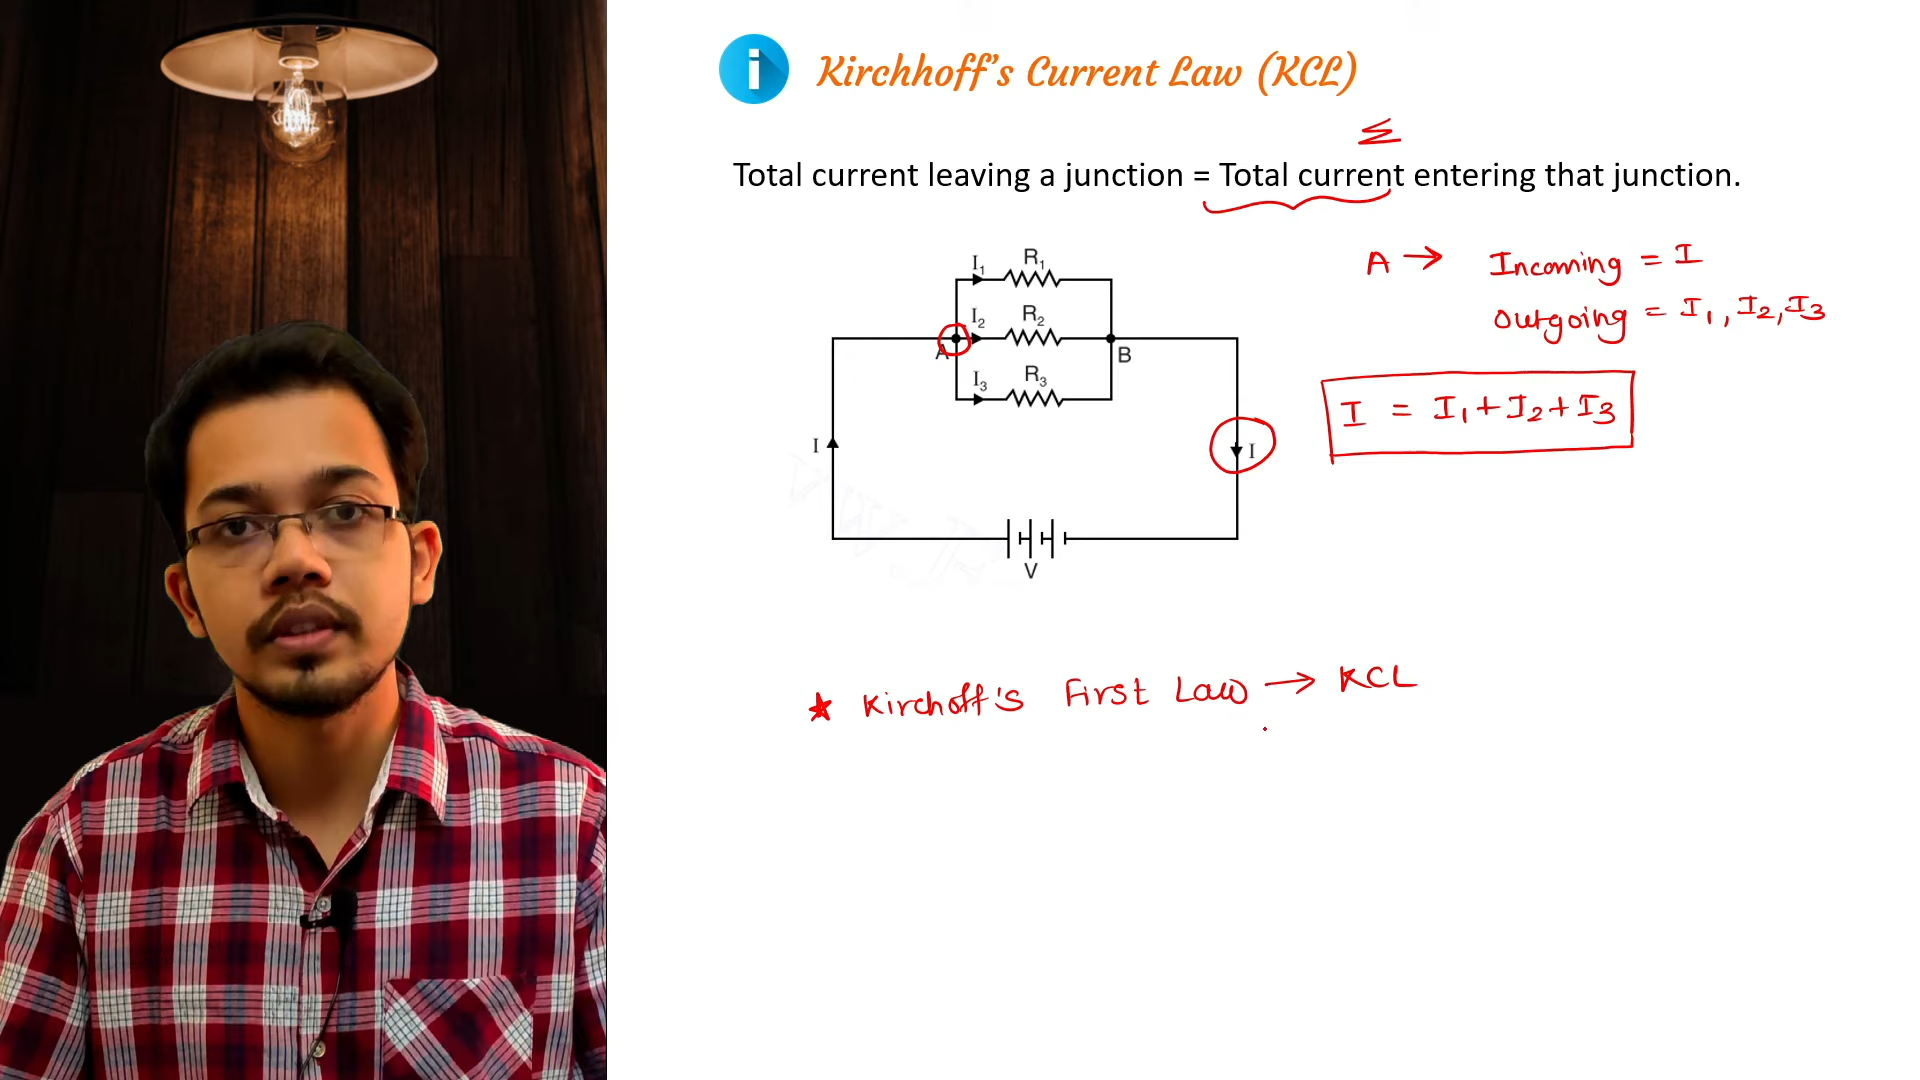 i Kirchhoff's Current Law (KCL)
Σ
Total current leaving a junction = Total current entering that junction.
A → Incoming = I
Outgoing = I₁, I₂, I₃
I = I₁ + I₂ + I₃
I₁ R₁
I₂ R₂
A B
I₃ R₃
I I
V
★ Kirchoff's First Law → KCL